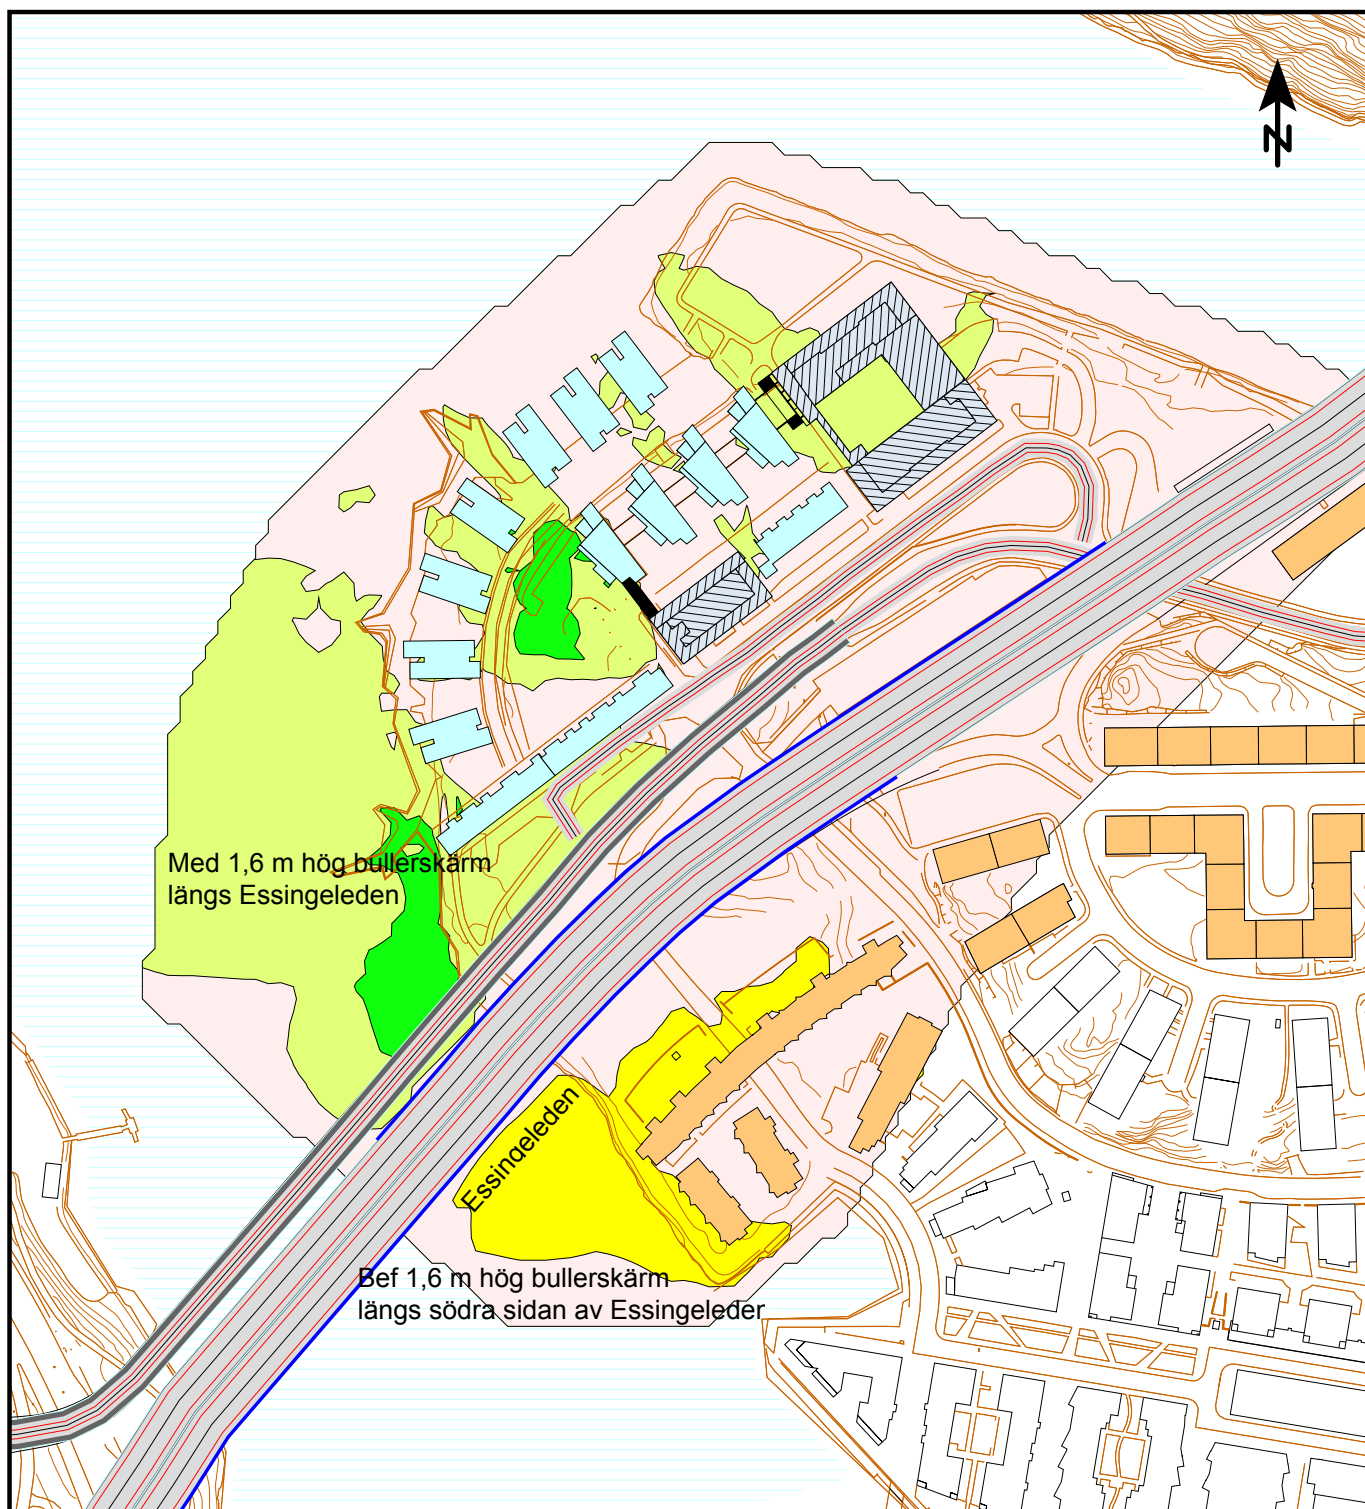 N
Med 1,6 m hög bullerskärm
längs Essingeleden
Essingeleden
Bef 1,6 m hög bullerskärm
längs södra sidan av Essingeleder